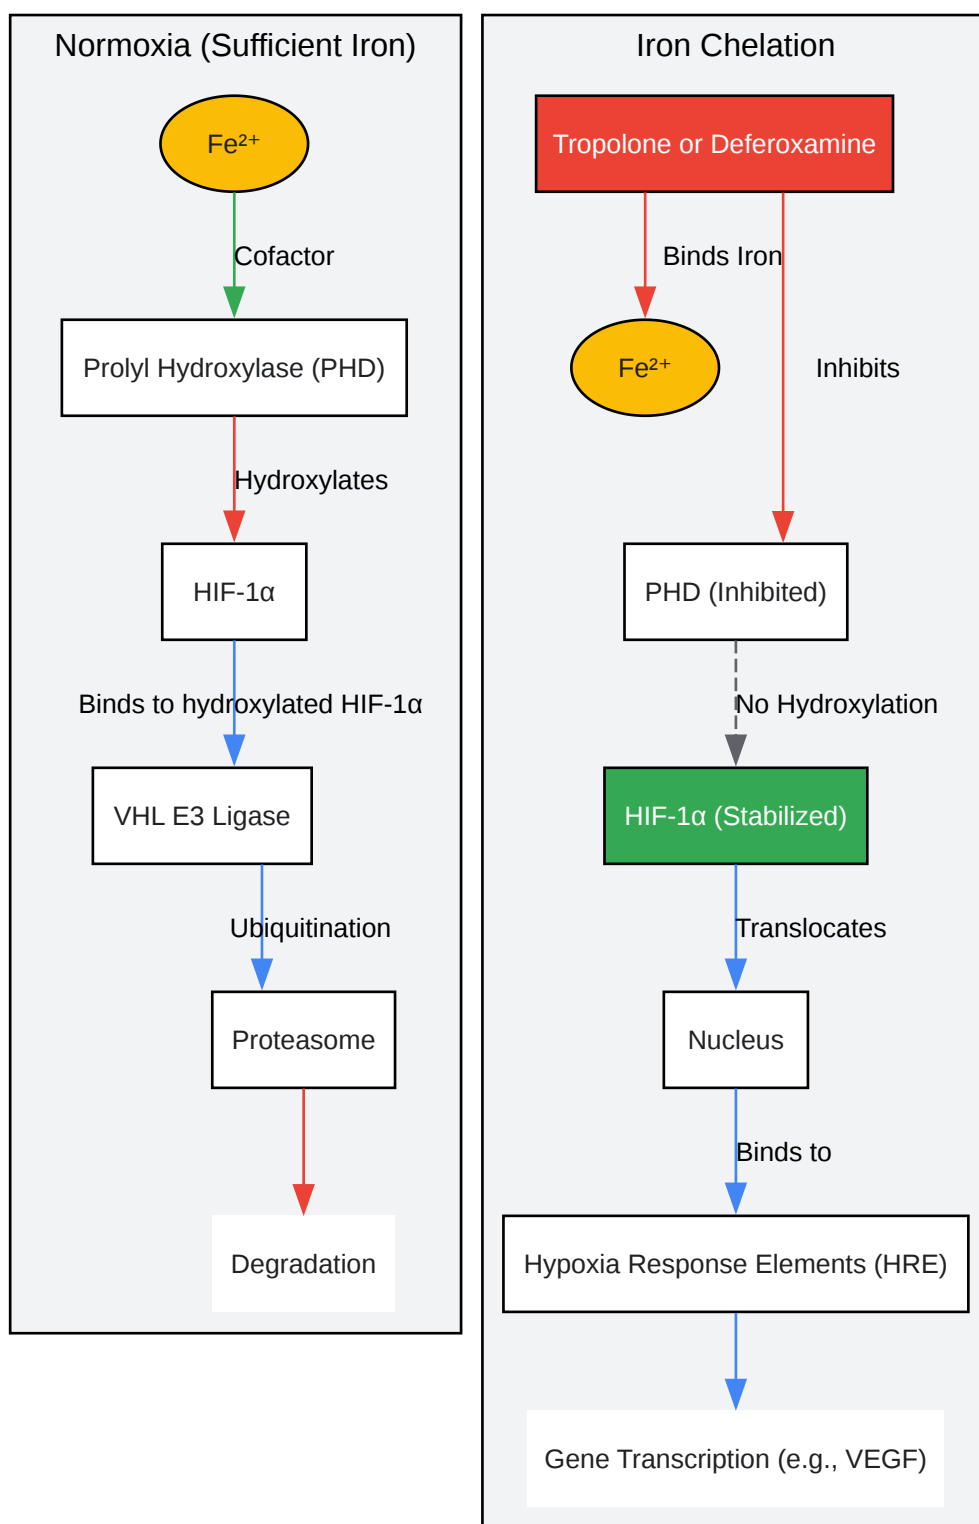 Normoxia (Sufficient Iron)
Fe²⁺
Cofactor
Prolyl Hydroxylase (PHD)
Hydroxylates
HIF-1α
Binds to hydroxylated HIF-1α
VHL E3 Ligase
Ubiquitination
Proteasome
Degradation
Iron Chelation
Tropolone or Deferoxamine
Binds Iron
Fe²⁺
Inhibits
PHD (Inhibited)
No Hydroxylation
HIF-1α (Stabilized)
Translocates
Nucleus
Binds to
Hypoxia Response Elements (HRE)
Gene Transcription (e.g., VEGF)